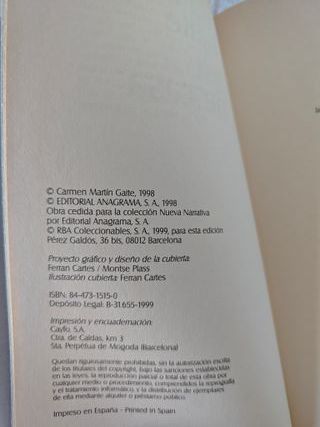 © Carmen Martín Gaite, 1998
© EDITORIAL ANAGRAMA, S. A., 1998
Obra cedida para la colección Nueva Narrativa
por Editorial Anagrama, S. A.
© RBA Coleccionables, S. A., 1999, para esta edición
Pérez Galdós, 36 bis, 08012 Barcelona
Proyecto gráfico y diseño de la cubierta:
Ferran Cartes / Montse Plass
Ilustración cubierta: Ferran Cartes
ISBN: 84-473-1515-0
Depósito Legal: B-31.655-1999
Impresión y encuadernación:
Cayfo, S.A.
Ctra. de Caldas, km 3
Sta. Perpètua de Mogoda (Barcelona)
Quedan rigurosamente prohibidas, sin la autorización escrita
de los titulares del copyright, bajo las sanciones establecidas
en las leyes, la reproducción parcial o total de esta obra por
cualquier medio o procedimiento, comprendidos la reprografía
y el tratamiento informático, y la distribución de ejemplares
de ella mediante alquiler o préstamo público.
Impreso en España - Printed in Spain